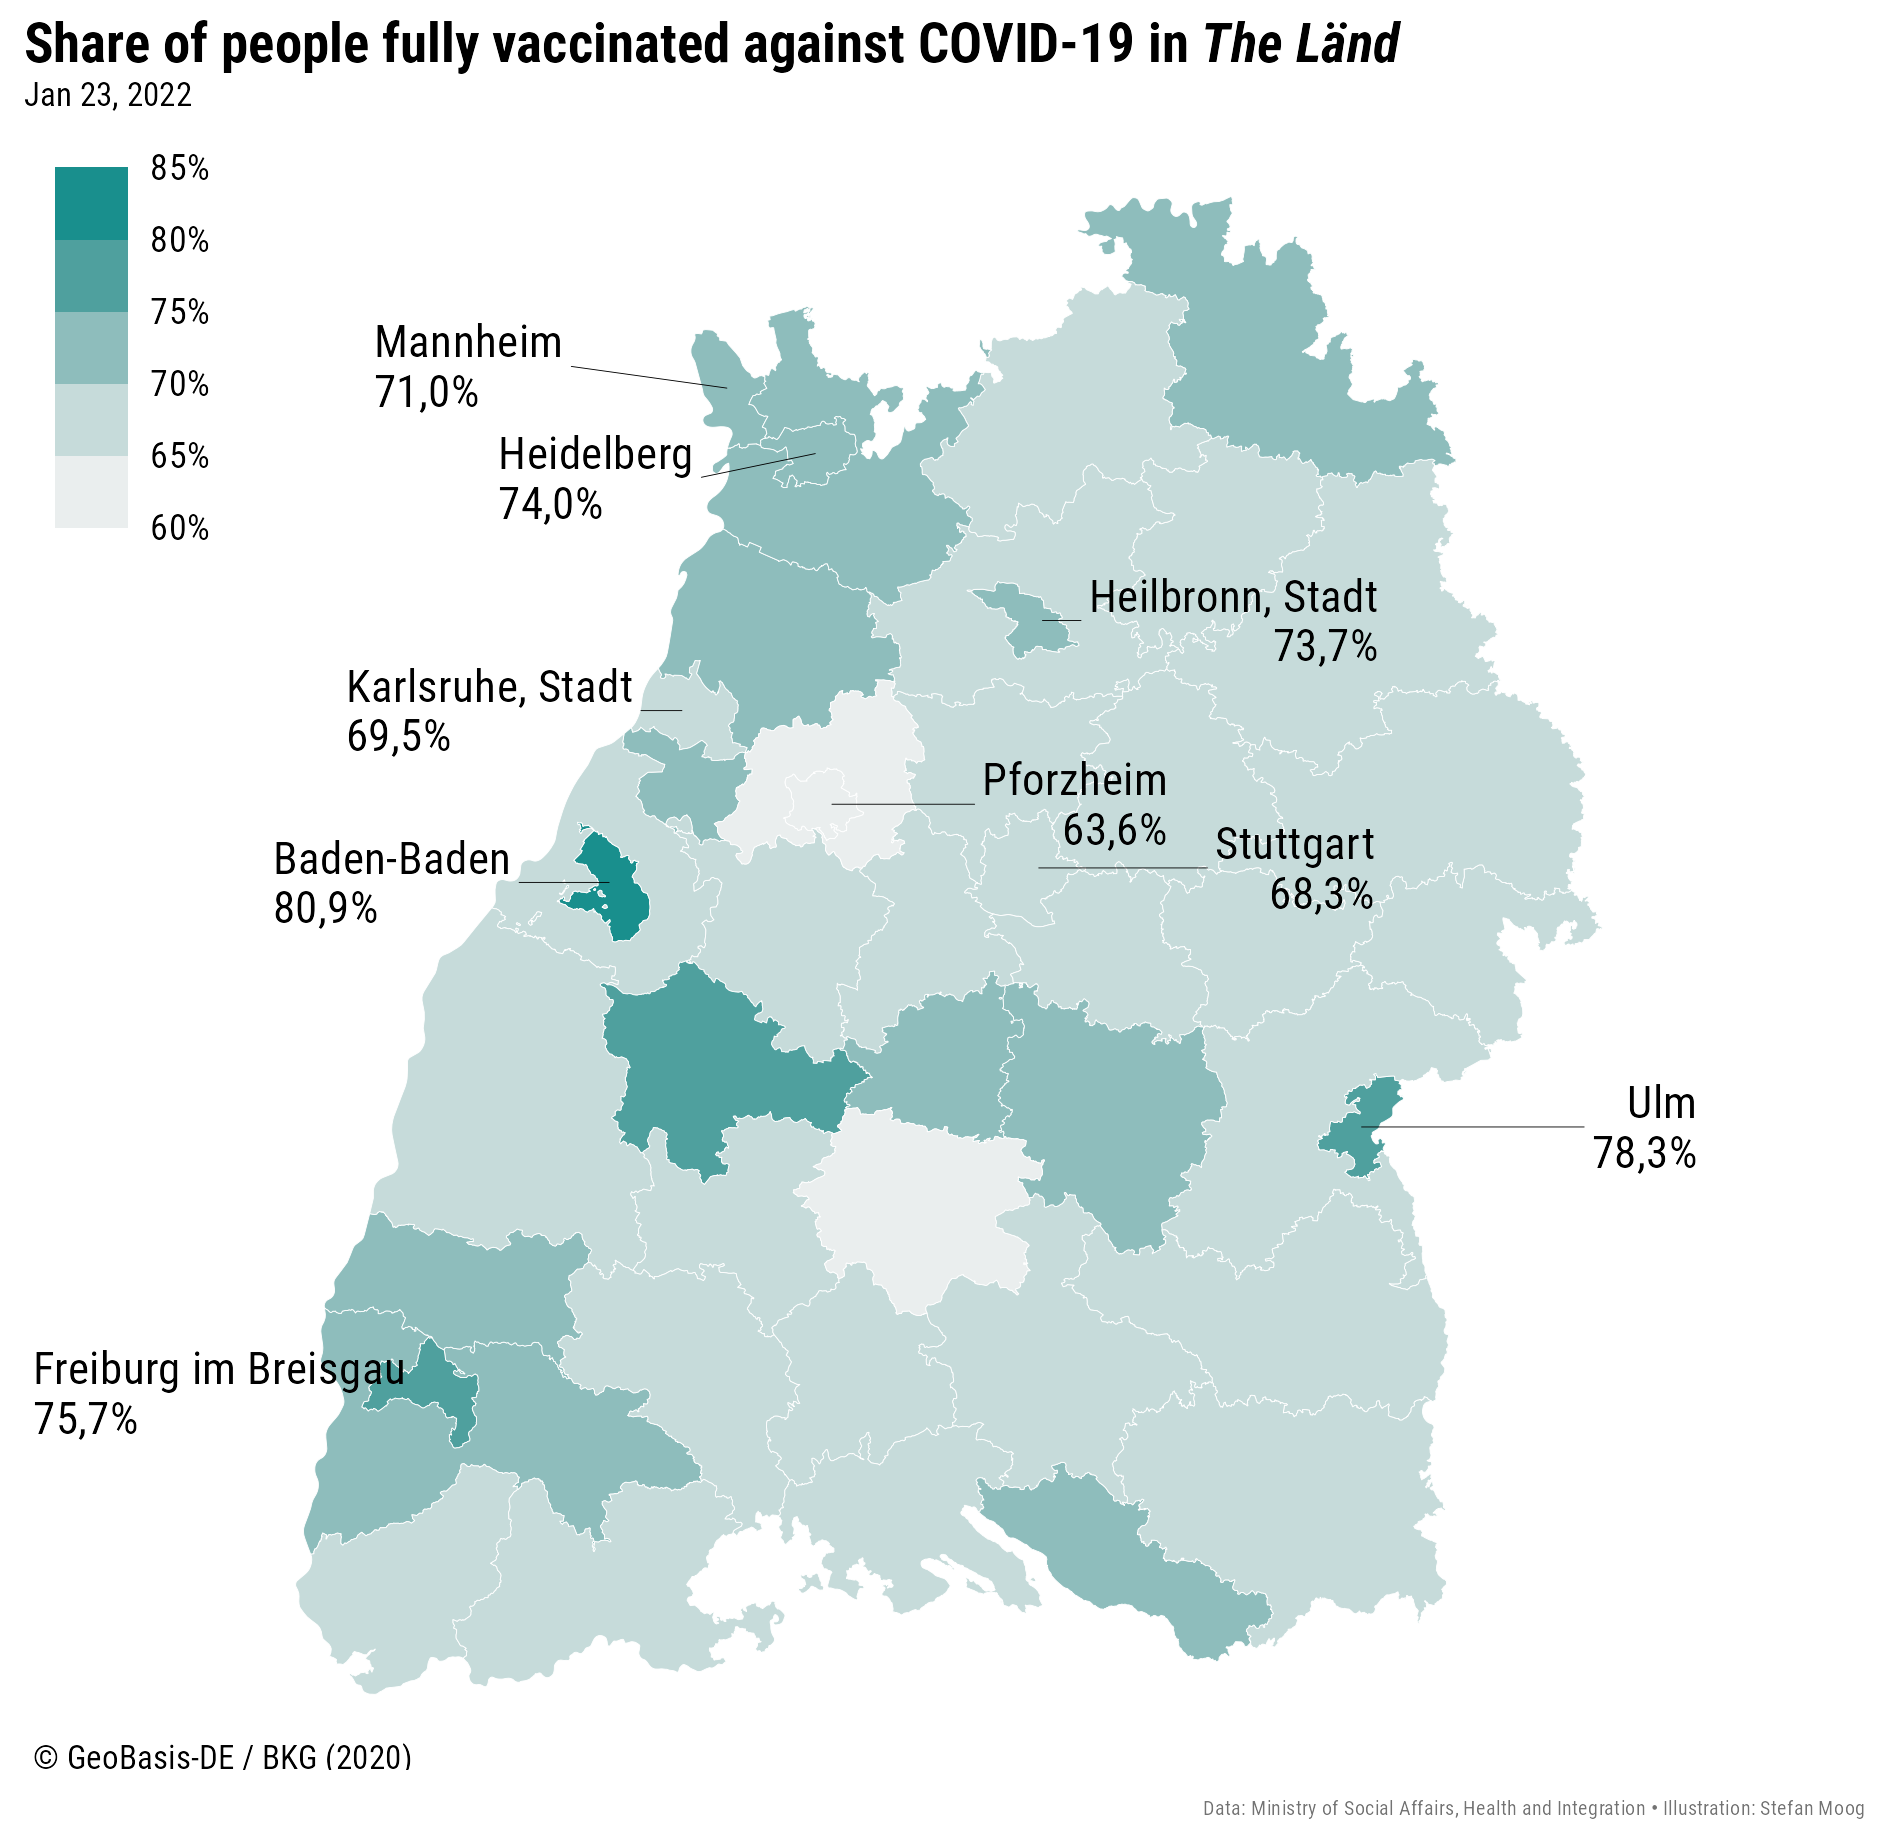 Share of people fully vaccinated against COVID-19 in The Länd
Jan 23, 2022
85%
80%
75%
70%
65%
60%
Mannheim
71,0%
Heidelberg
74,0%
Heilbronn, Stadt
73,7%
Karlsruhe, Stadt
69,5%
Pforzheim
63,6%
Stuttgart
68,3%
Baden-Baden
80,9%
Ulm
78,3%
Freiburg im Breisgau
75,7%
© GeoBasis-DE / BKG (2020)
Data: Ministry of Social Affairs, Health and Integration • Illustration: Stefan Moog